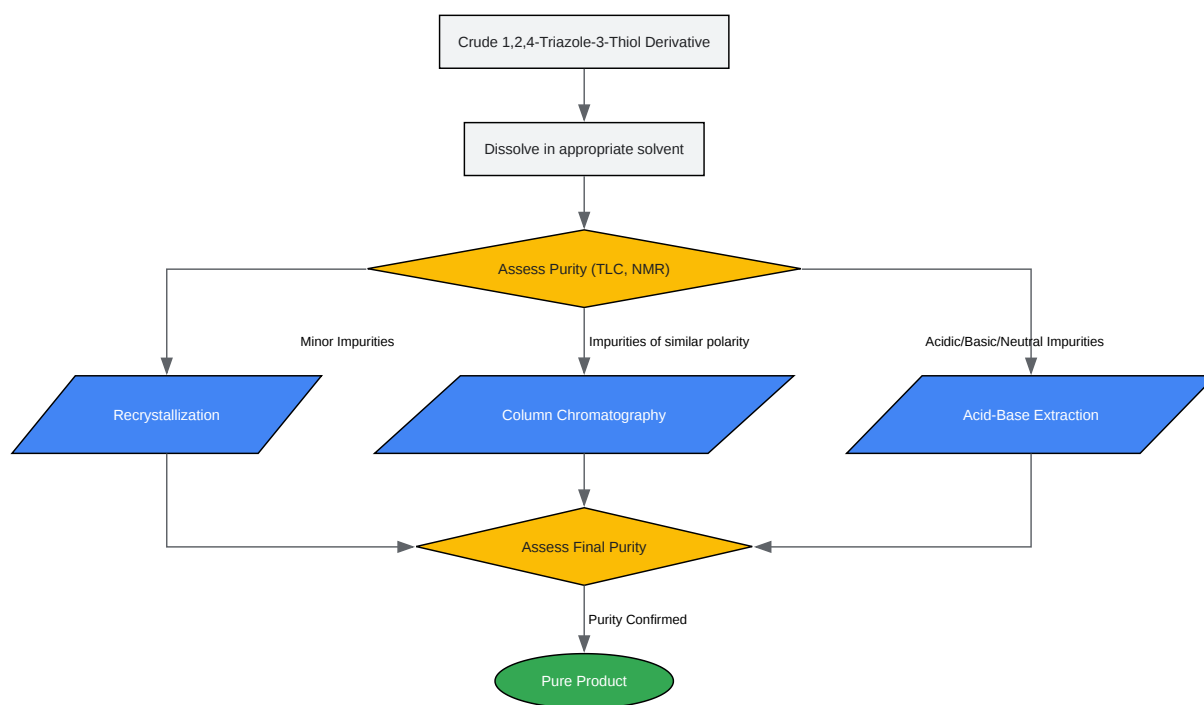 Crude 1,2,4-Triazole-3-Thiol Derivative
Dissolve in appropriate solvent
Assess Purity (TLC, NMR)
Minor Impurities
Impurities of similar polarity
Acidic/Basic/Neutral Impurities
Recrystallization
Column Chromatography
Acid-Base Extraction
Assess Final Purity
Purity Confirmed
Pure Product